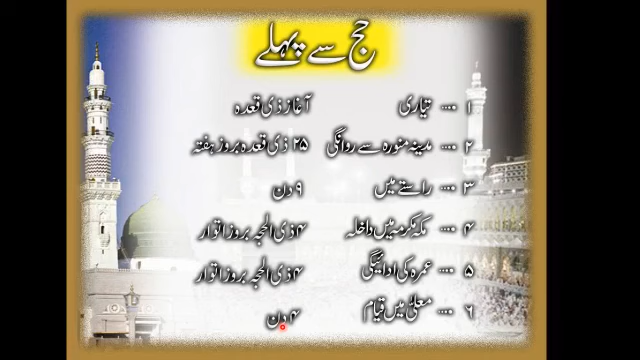 حج سے پہلے
۱ ... تیاری آغاز ذی قعدہ
۲ ... مدینہ منورہ سے روانگی ۲۵ ذی قعدہ بروز ہفتہ
۳ ... راستے میں ۹ دن
۴ ... مکہ مکرمہ میں داخلہ ۴ ذی الحجہ بروز اتوار
۵ ... عمرہ کی ادائیگی ۴ ذی الحجہ بروز اتوار
۶ ... معلیٰ میں قیام ۴ دن